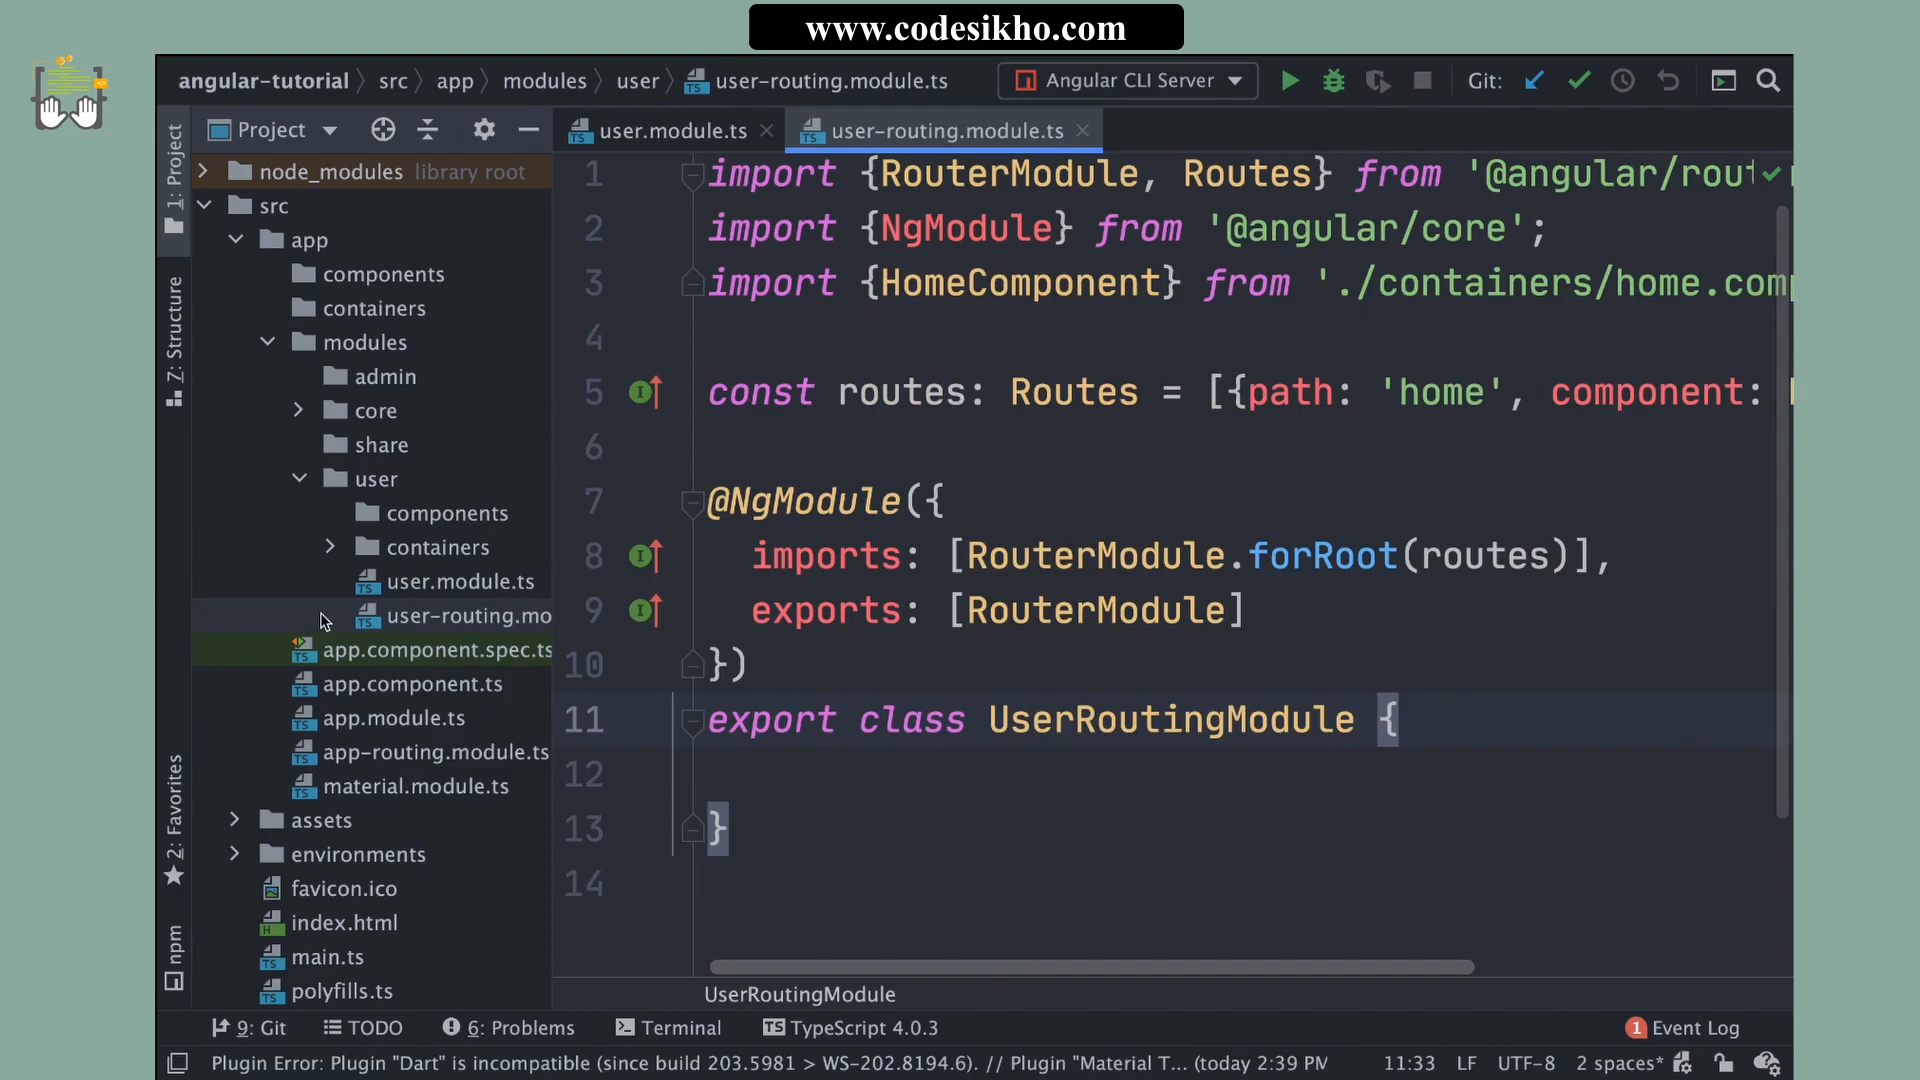 www.codesikho.com
angular-tutorial src app modules user user-routing.module.ts Angular CLI Server Git:
Project
user.module.ts user-routing.module.ts
1: Project
Z: Structure
2: Favorites
npm
node_modules library root
src
app
components
containers
modules
admin
core
share
user
components
containers
user.module.ts
user-routing.mo
app.component.spec.ts
app.component.ts
app.module.ts
app-routing.module.ts
material.module.ts
assets
environments
favicon.ico
index.html
main.ts
polyfills.ts
1 import {RouterModule, Routes} from '@angular/rout
2 import {NgModule} from '@angular/core';
3 import {HomeComponent} from './containers/home.com
4
5 const routes: Routes = [{path: 'home', component:
6
7 @NgModule({
8 imports: [RouterModule.forRoot(routes)],
9 exports: [RouterModule]
10 })
11 export class UserRoutingModule {
12
13 }
14
UserRoutingModule
9: Git TODO 6: Problems Terminal TypeScript 4.0.3 1 Event Log
Plugin Error: Plugin "Dart" is incompatible (since build 203.5981 > WS-202.8194.6). // Plugin "Material T... (today 2:39 PM 11:33 LF UTF-8 2 spaces*